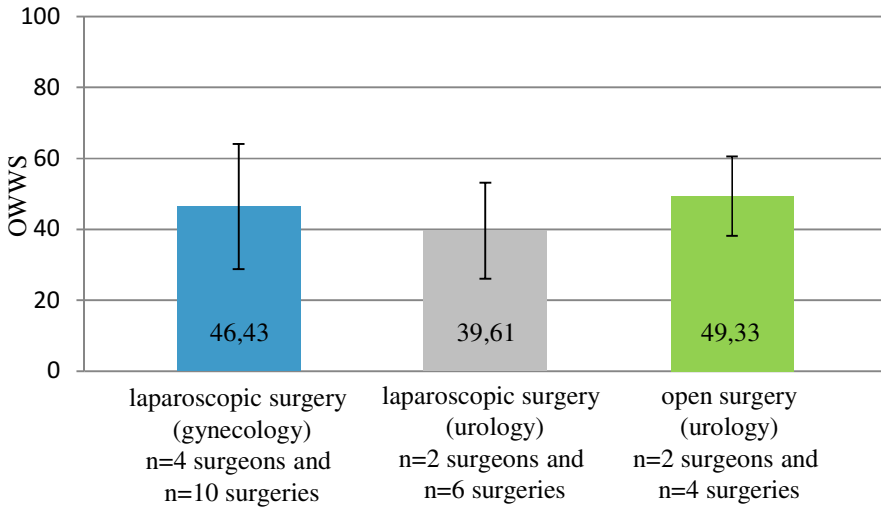 100
80
60
40
20
0
OWWS
46,43
39,61
49,33
laparoscopic surgery
(gynecology)
n=4 surgeons and
n=10 surgeries
laparoscopic surgery
(urology)
n=2 surgeons and
n=6 surgeries
open surgery
(urology)
n=2 surgeons and
n=4 surgeries